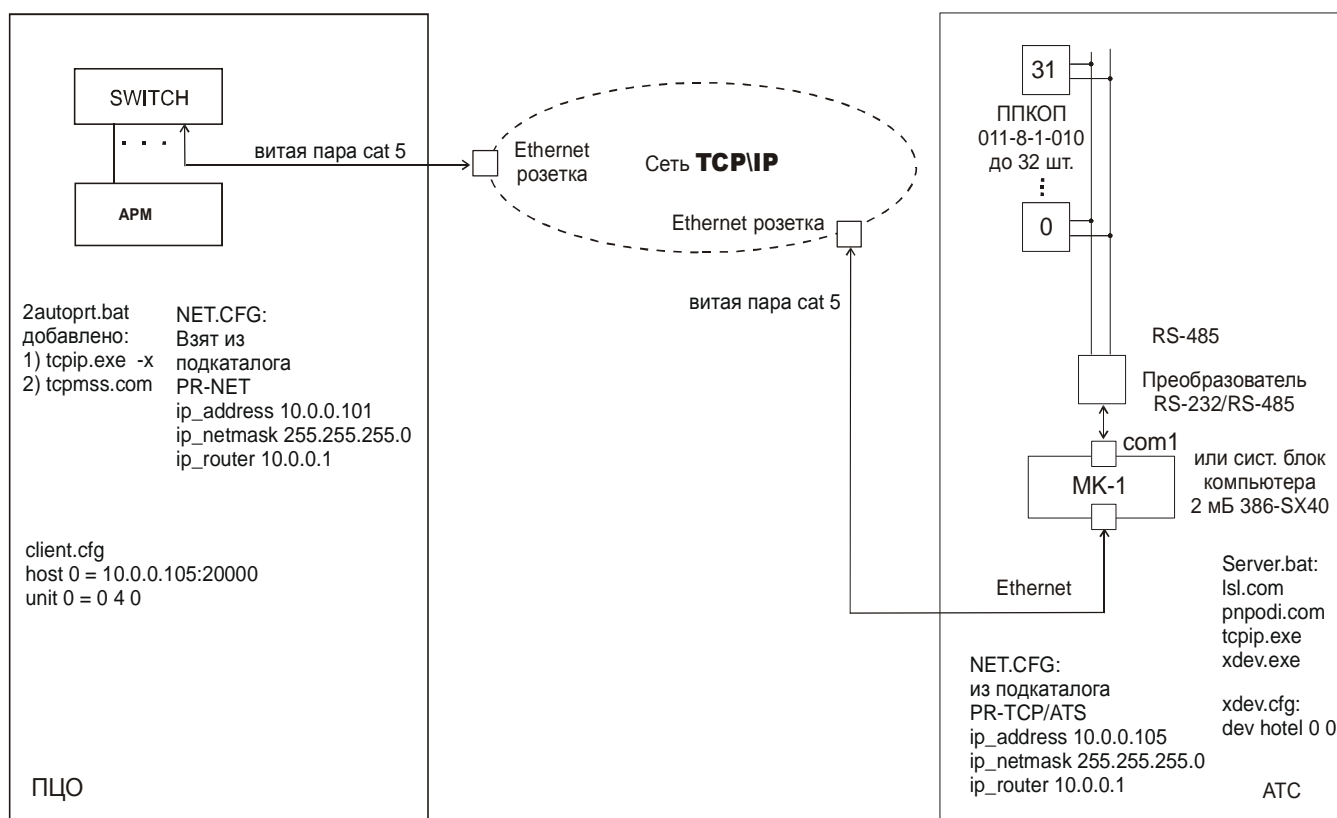 SWITCH
. . .
АРМ
витая пара cat 5
Ethernet
розетка
Сеть TCP\IP
Ethernet розетка
витая пара cat 5
2autoprt.bat
добавлено:
1) tcpip.exe -x
2) tcpmss.com
NET.CFG:
Взят из
подкаталога
PR-NET
ip_address 10.0.0.101
ip_netmask 255.255.255.0
ip_router 10.0.0.1
client.cfg
host 0 = 10.0.0.105:20000
unit 0 = 0 4 0
ПЦО
31
ППКОП
011-8-1-010
до 32 шт.
0
RS-485
Преобразователь
RS-232/RS-485
com1
МК-1
или сист. блок
компьютера
2 мБ 386-SX40
Ethernet
Server.bat:
lsl.com
pnpodi.com
tcpip.exe
xdev.exe
xdev.cfg:
dev hotel 0 0
NET.CFG:
из подкаталога
PR-TCP/ATS
ip_address 10.0.0.105
ip_netmask 255.255.255.0
ip_router 10.0.0.1
АТС